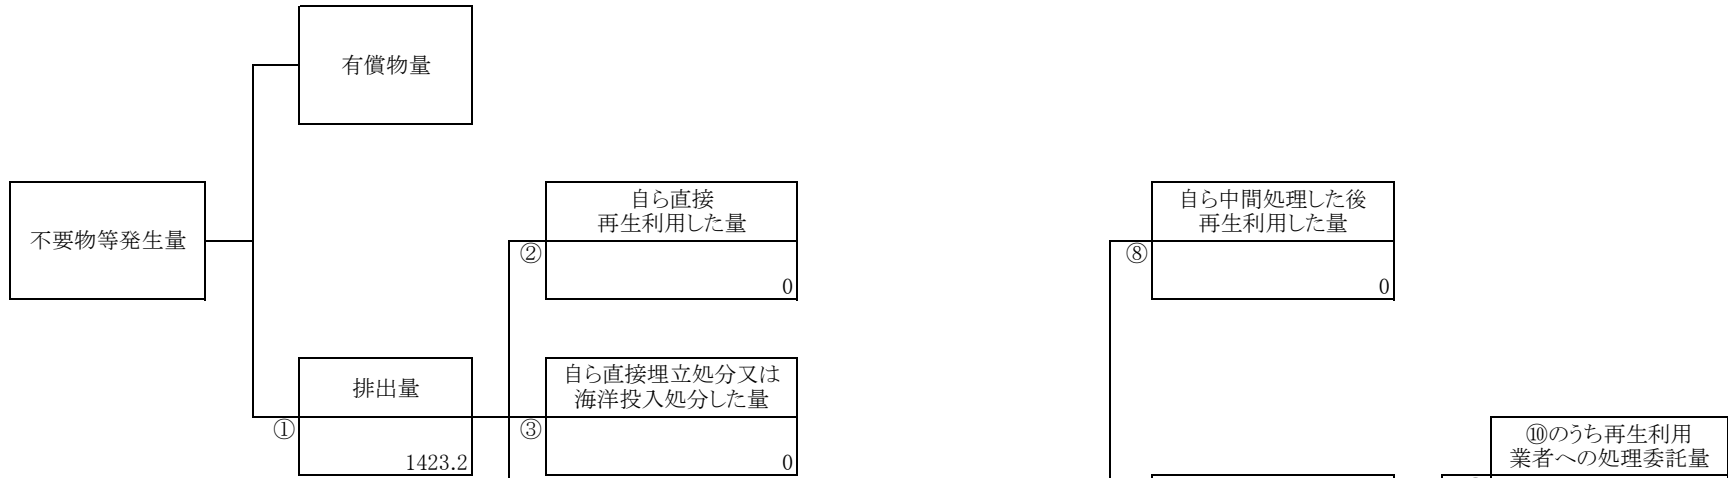 有償物量
不要物等発生量
自ら直接
再生利用した量
②
0
自ら中間処理した後
再生利用した量
⑧
0
排出量
①
1423.2
自ら直接埋立処分又は
海洋投入処分した量
③
0
⑩のうち再生利用
業者への処理委託量